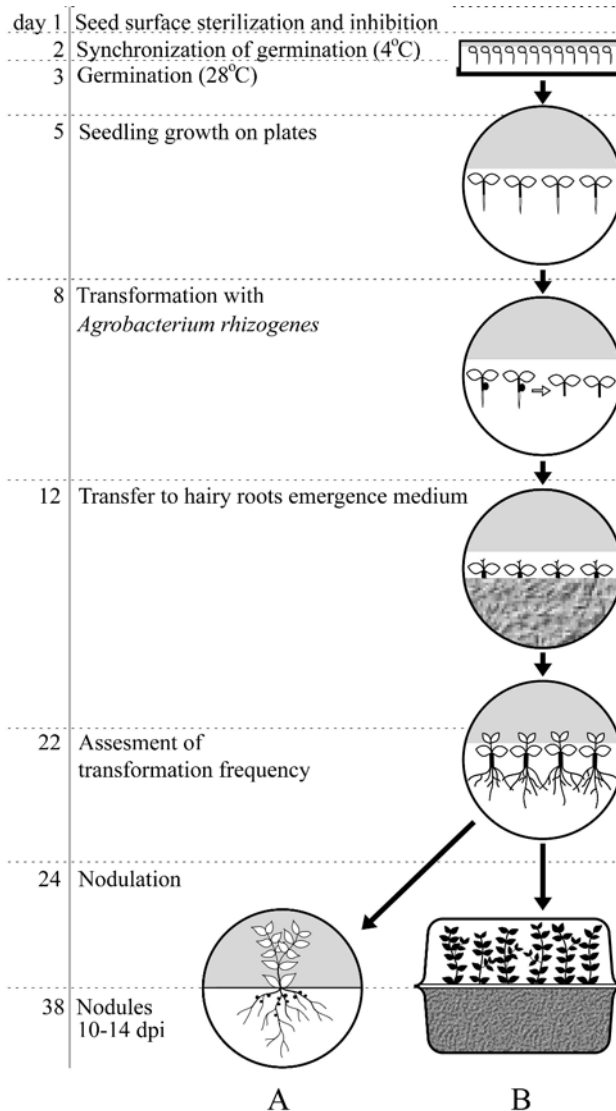 day 1 Seed surface sterilization and inhibition
2 Synchronization of germination (4°C)
3 Germination (28°C)
5 Seedling growth on plates
8 Transformation with
Agrobacterium rhizogenes
12 Transfer to hairy roots emergence medium
22 Assesment of
transformation frequency
24 Nodulation
38 Nodules
10-14 dpi
A B